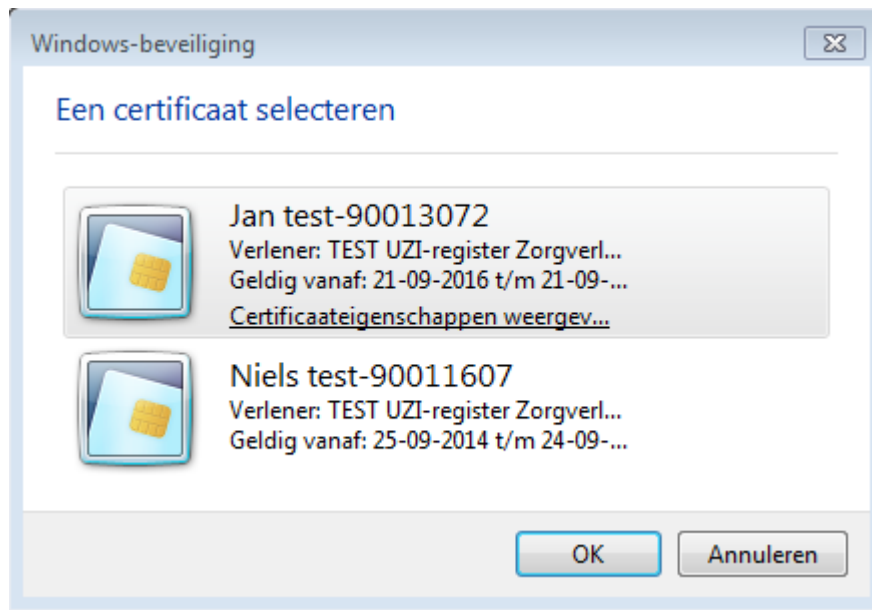 Windows-beveiliging
Een certificaat selecteren
Jan test-90013072
Verlener: TEST UZI-register Zorgverl...
Geldig vanaf: 21-09-2016 t/m 21-09-...
Certificaateigenschappen weergev...
Niels test-90011607
Verlener: TEST UZI-register Zorgverl...
Geldig vanaf: 25-09-2014 t/m 24-09-...
OK
Annuleren